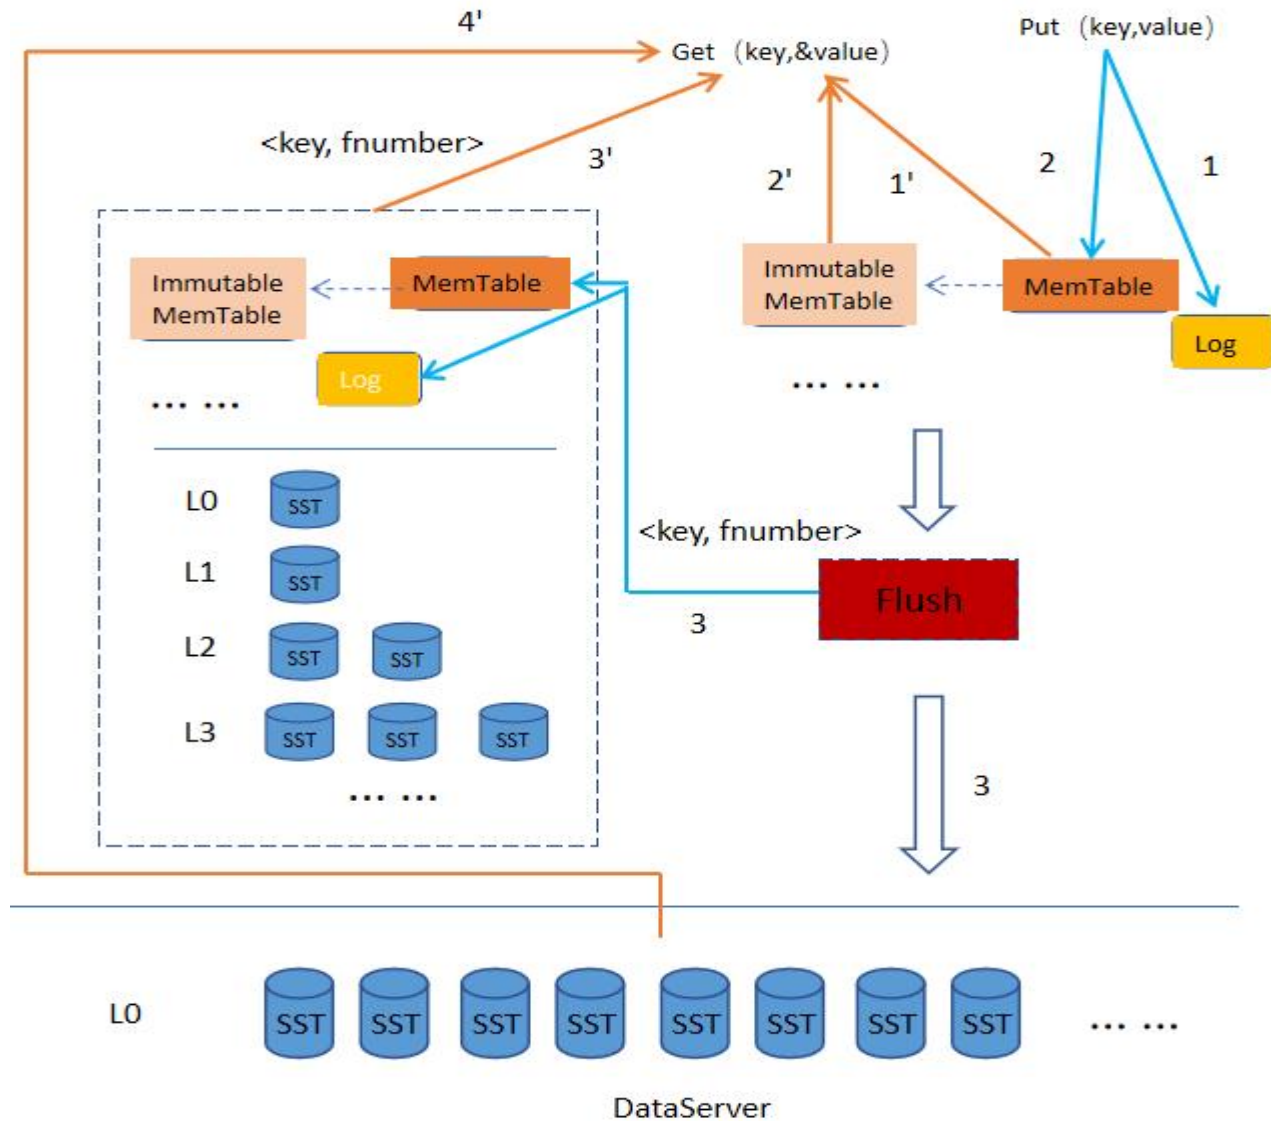 4'
Get (key,&value)
Put (key,value)
<key, fnumber>
3'
2'
1'
2
1
Immutable
MemTable
MemTable
Log
... ...
Immutable
MemTable
MemTable
Log
... ...
L0
SST
L1
SST
L2
SST SST
L3
SST SST SST
... ...
<key, fnumber>
3
Flush
3
L0
SST SST SST SST SST SST SST SST ... ...
DataServer